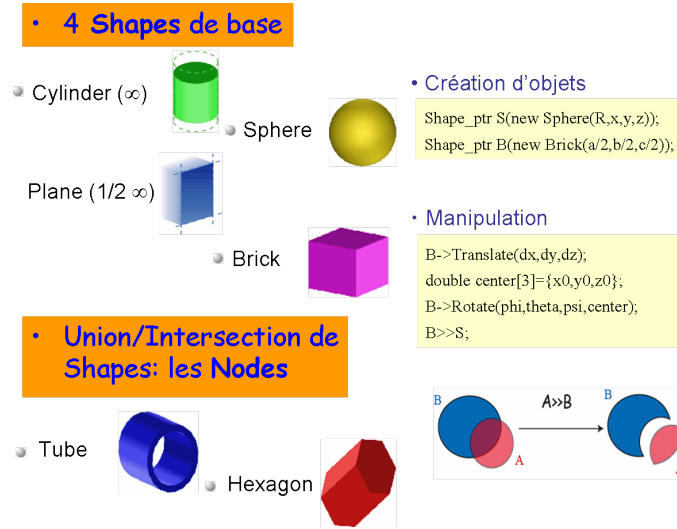 • 4 Shapes de base
Cylinder (∞)
Sphere
Plane (1/2 ∞)
Brick
• Union/Intersection de
Shapes: les Nodes
Tube
Hexagon
• Création d’objets
Shape_ptr S(new Sphere(R,x,y,z));
Shape_ptr B(new Brick(a/2,b/2,c/2));
• Manipulation
B->Translate(dx,dy,dz);
double center[3]={x0,y0,z0};
B->Rotate(phi,theta,psi,center);
B>>S;
B
A>>B
B
A